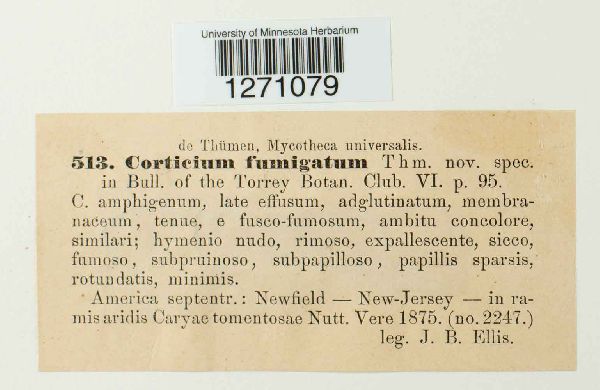 University of Minnesota Herbarium
1271079
de Thümen, Mycotheca universalis.
513. Corticium fumigatum Thm. nov. spec.
in Bull. of the Torrey Botan. Club. VI. p. 95.
C. amphigenum, late effusum, adglutinatum, membra-
naceum, tenue, e fusco-fumosum, ambitu concolore,
similari; hymenio nudo, rimoso, expallescente, sicco,
fumoso, subpruinoso, subpapilloso, papillis sparsis,
rotundatis, minimis.
America septentr.: Newfield — New-Jersey — in ra-
mis aridis Caryae tomentosae Nutt. Vere 1875. (no. 2247.)
leg. J. B. Ellis.